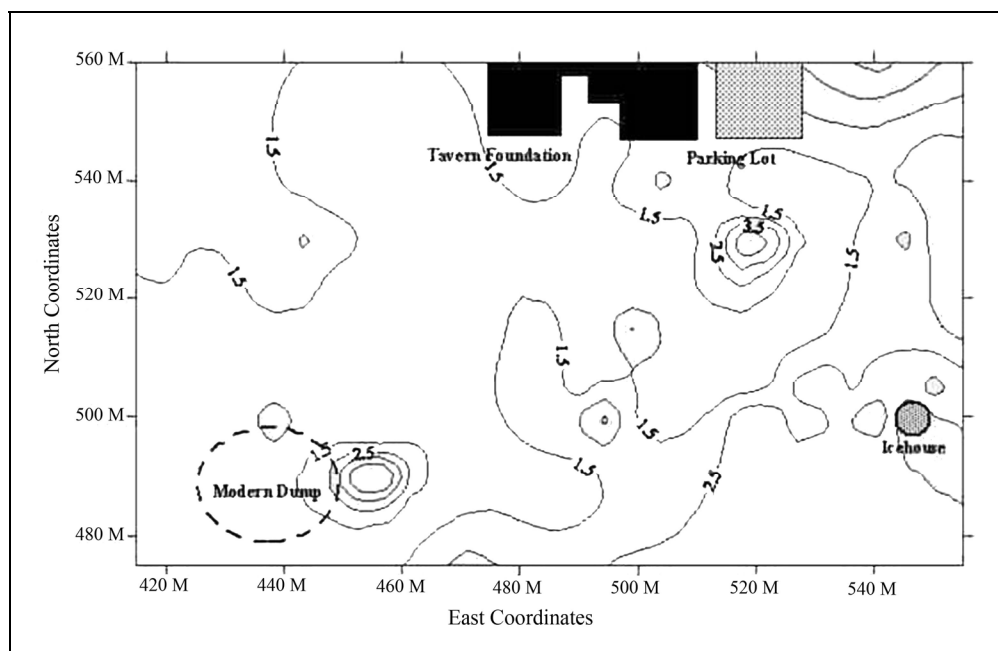 560 M
540 M
520 M
500 M
480 M
North Coordinates
Tavern Foundation
Parking Lot
1.5
1.5
1.5
1.5
3.5
2.5
1.5
1.5
1.5
1.5
1.5
1.5
2.5
2.5
Modern Dump
Icehouse
420 M
440 M
460 M
480 M
500 M
520 M
540 M
East Coordinates